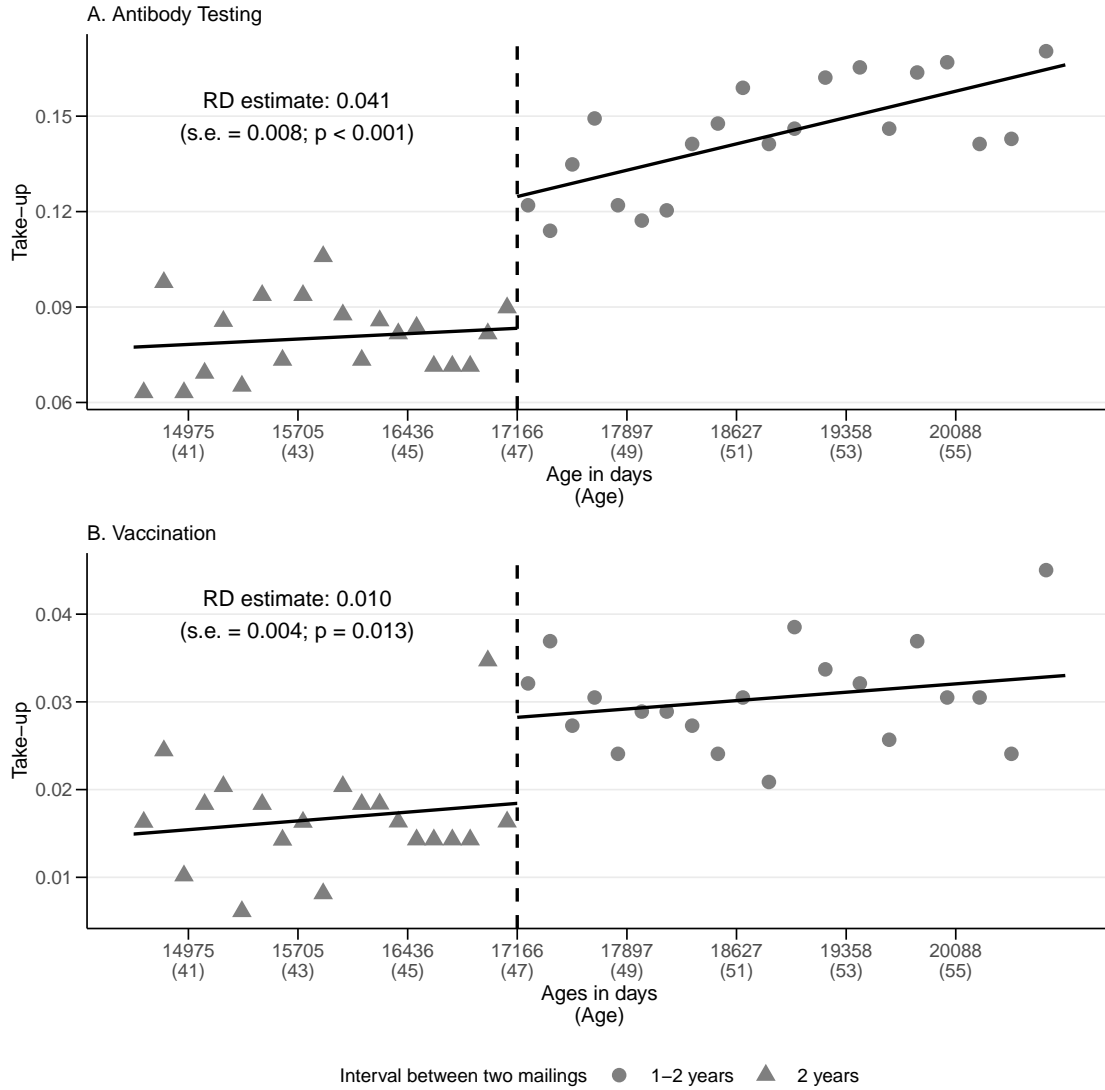 A. Antibody Testing
RD estimate: 0.041
(s.e. = 0.008; p < 0.001)
Take−up
0.15
0.12
0.09
0.06
14975 15705 16436 17166 17897 18627 19358 20088
(41) (43) (45) (47) (49) (51) (53) (55)
Age in days
(Age)
B. Vaccination
RD estimate: 0.010
(s.e. = 0.004; p = 0.013)
Take−up
0.04
0.03
0.02
0.01
14975 15705 16436 17166 17897 18627 19358 20088
(41) (43) (45) (47) (49) (51) (53) (55)
Ages in days
(Age)
Interval between two mailings 1−2 years 2 years